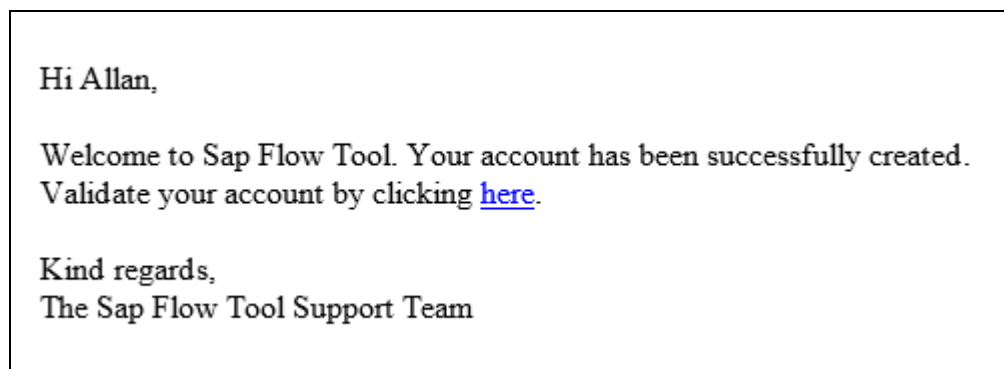 Hi Allan,
Welcome to Sap Flow Tool. Your account has been successfully created.
Validate your account by clicking here.
Kind regards,
The Sap Flow Tool Support Team